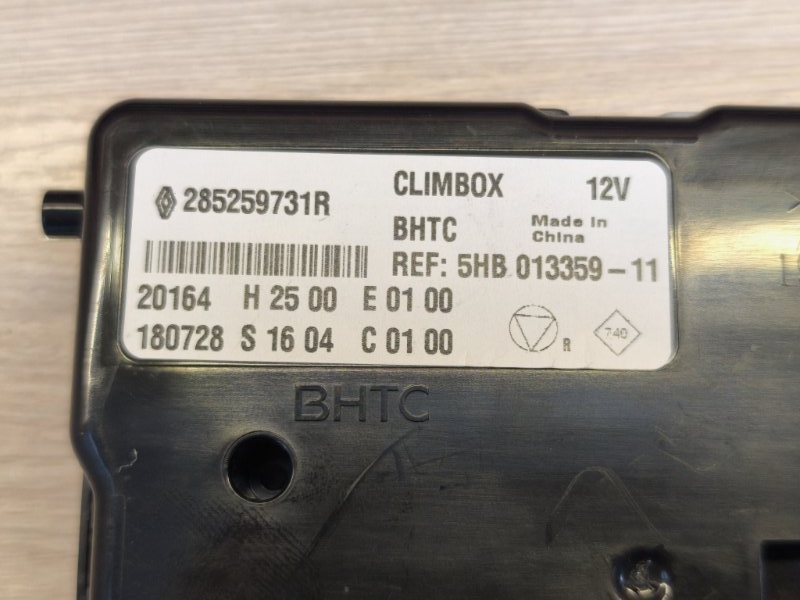 285259731R
CLIMBOX 12V
BHTC Made in China
REF: 5HB 013359-11
20164 H 25 00 E 01 00
180728 S 16 04 C 01 00
R
740
BHTC